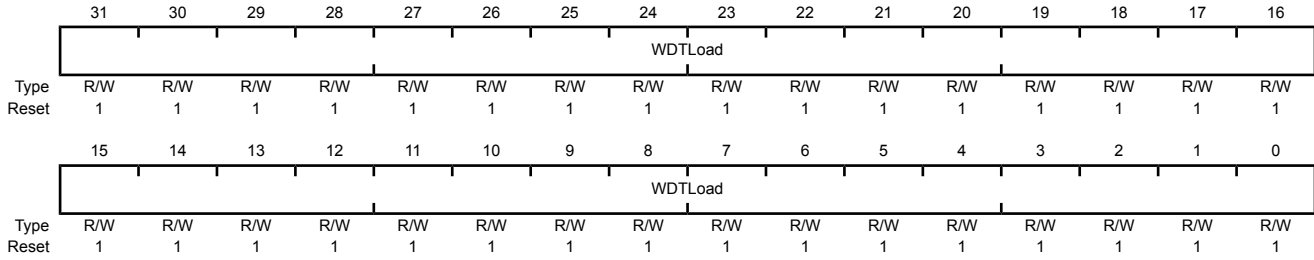 31 30 29 28 27 26 25 24 23 22 21 20 19 18 17 16
WDTLoad
Type R/W R/W R/W R/W R/W R/W R/W R/W R/W R/W R/W R/W R/W R/W R/W R/W
Reset 1 1 1 1 1 1 1 1 1 1 1 1 1 1 1 1
15 14 13 12 11 10 9 8 7 6 5 4 3 2 1 0
WDTLoad
Type R/W R/W R/W R/W R/W R/W R/W R/W R/W R/W R/W R/W R/W R/W R/W R/W
Reset 1 1 1 1 1 1 1 1 1 1 1 1 1 1 1 1